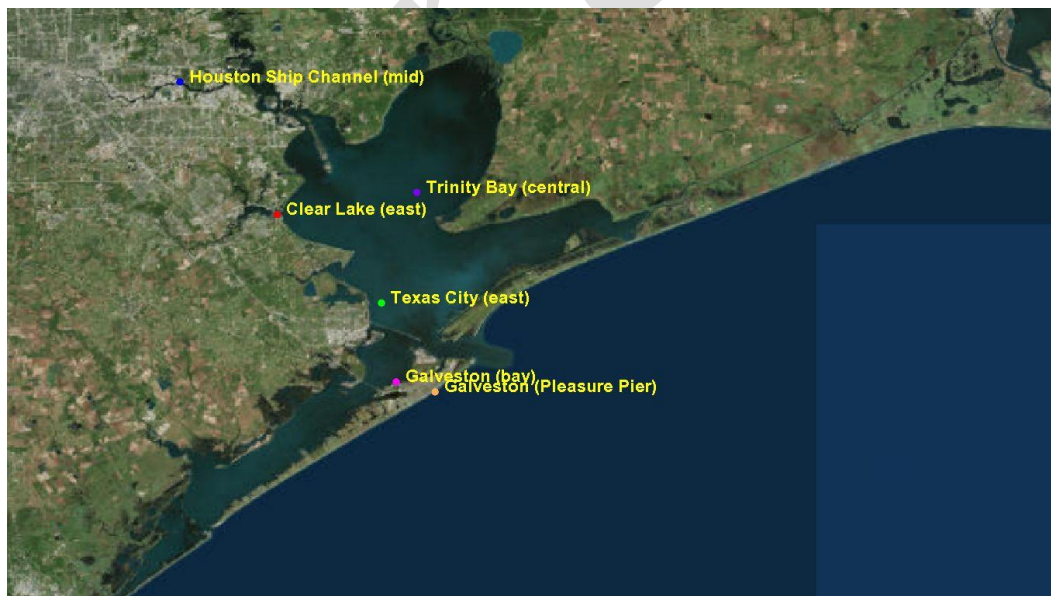 Houston Ship Channel (mid)
Trinity Bay (central)
Clear Lake (east)
Texas City (east)
Galveston (bay)
Galveston (Pleasure Pier)